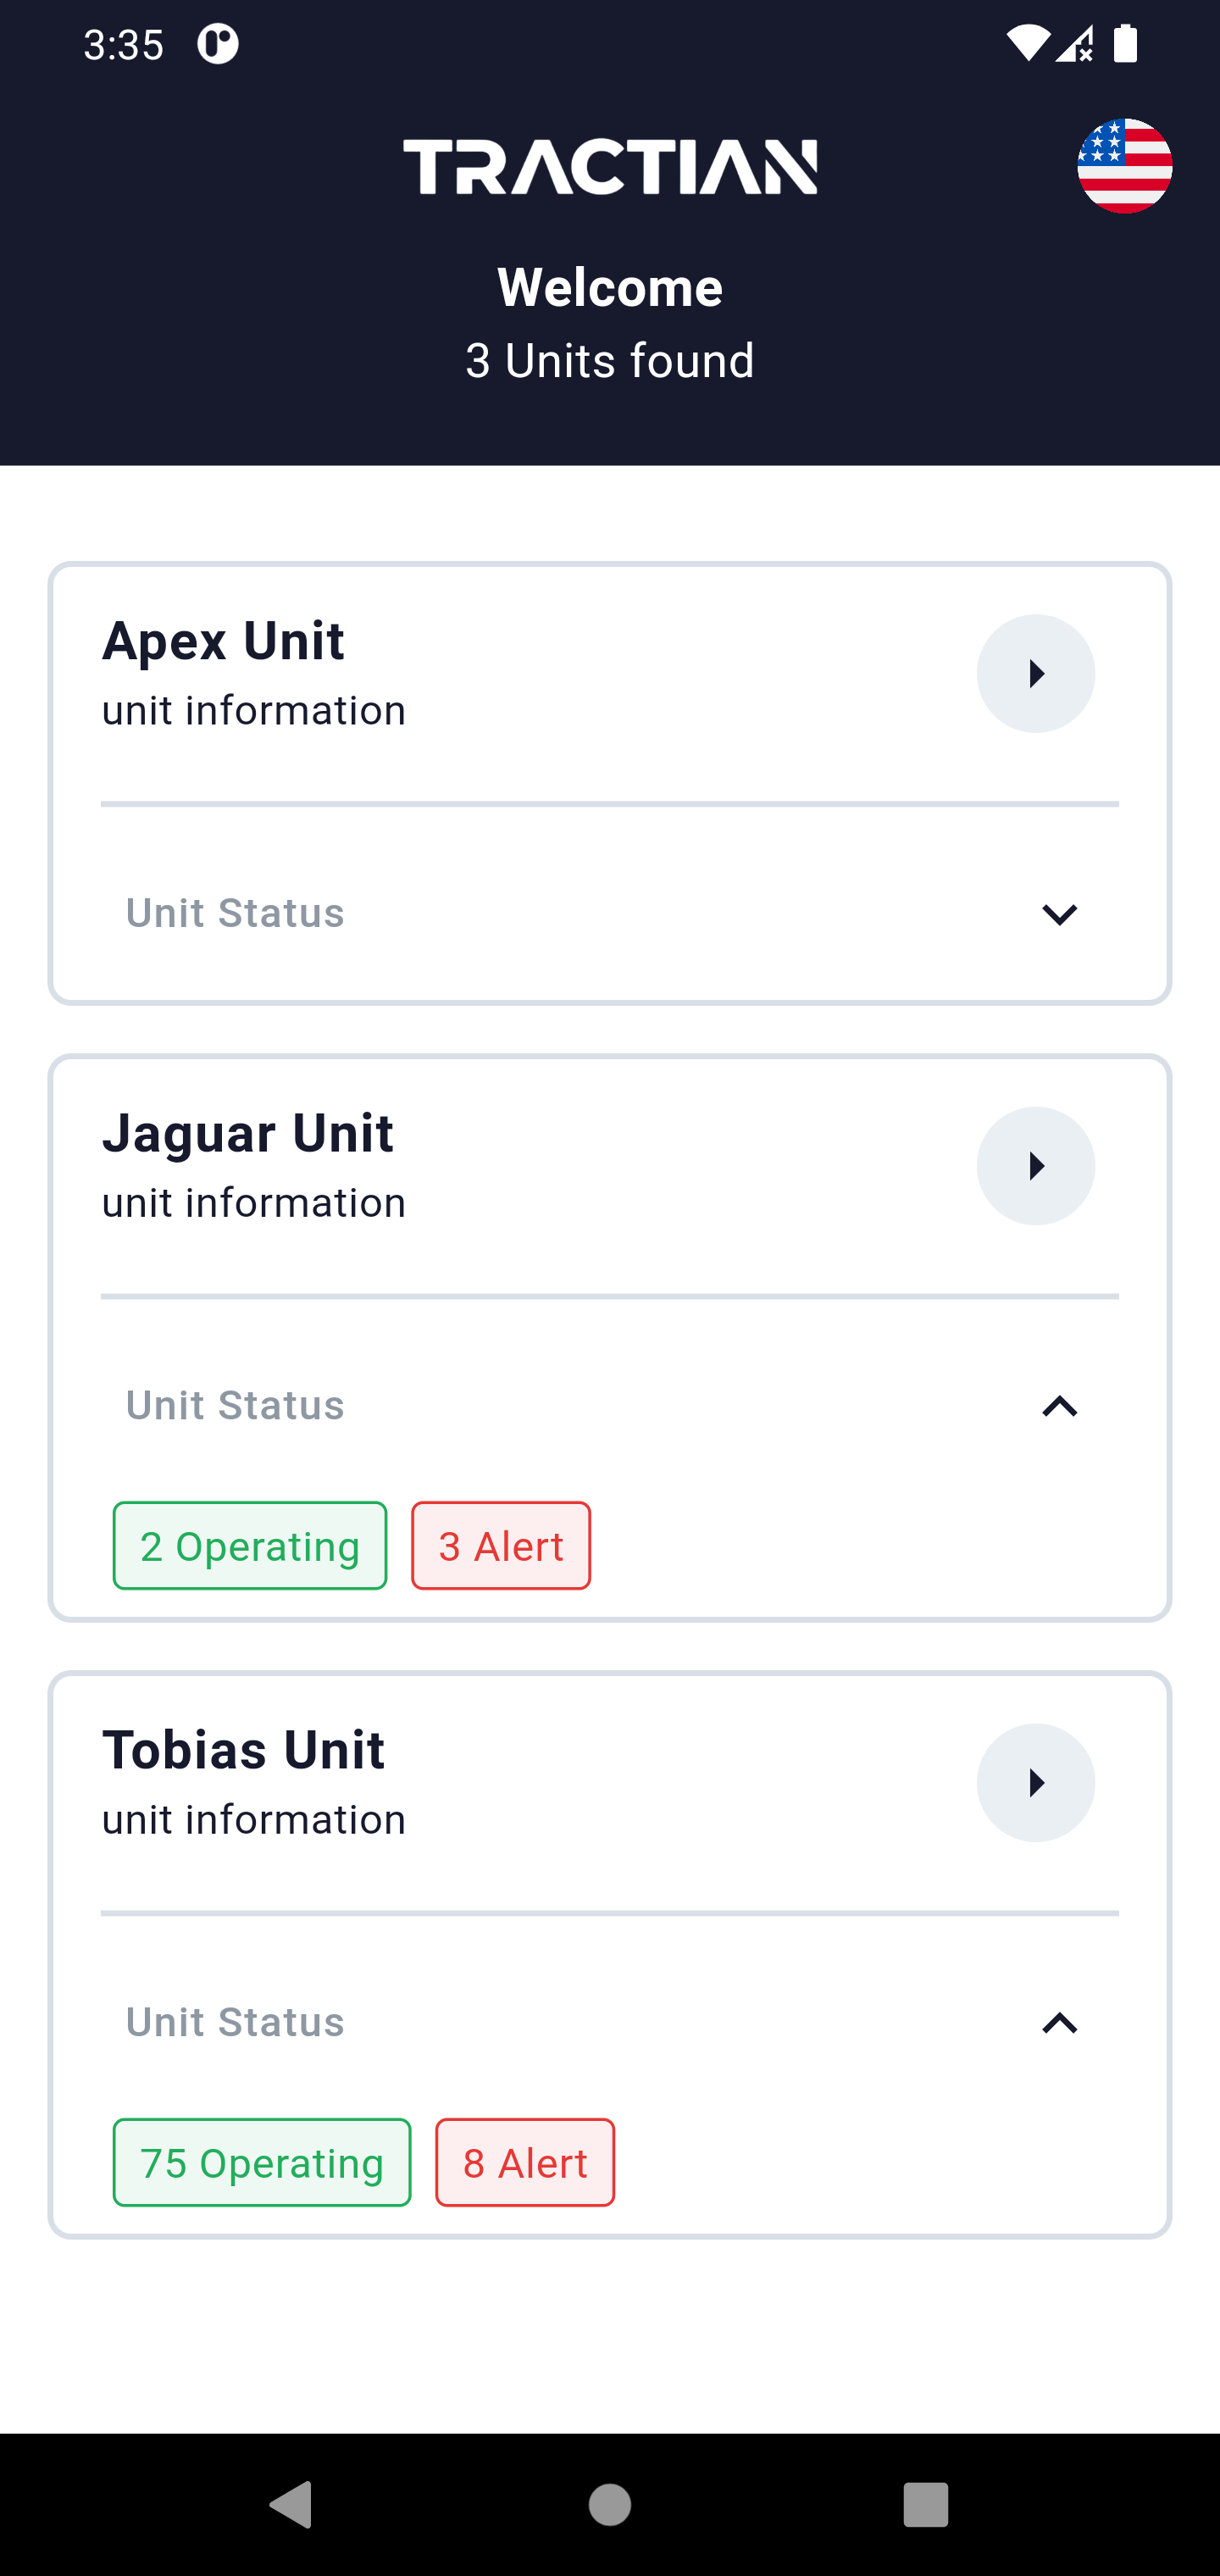 3:35
TRACTIAN
Welcome
3 Units found
Apex Unit
unit information
Unit Status
Jaguar Unit
unit information
Unit Status
2 Operating
3 Alert
Tobias Unit
unit information
Unit Status
75 Operating
8 Alert